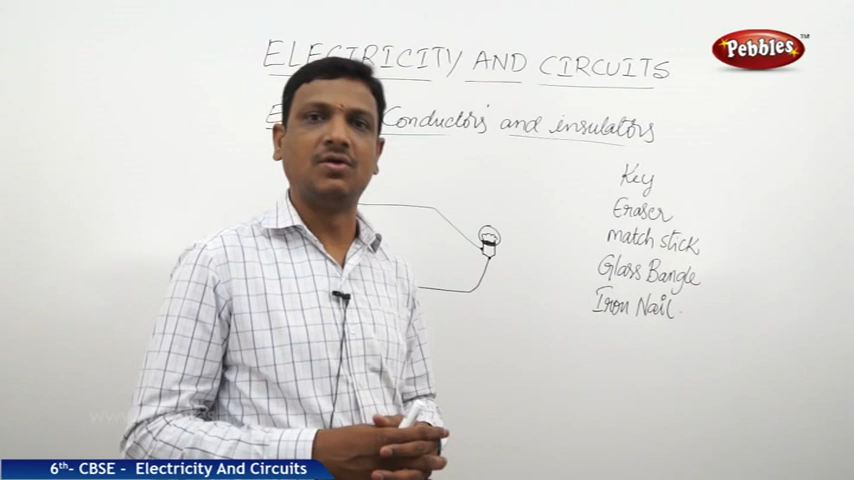 ELECTRICITY AND CIRCUITS
Pebbles™
Conductors and insulators
Key
Eraser
match stick
Glass Bangle
Iron Nail.
6th- CBSE - Electricity And Circuits